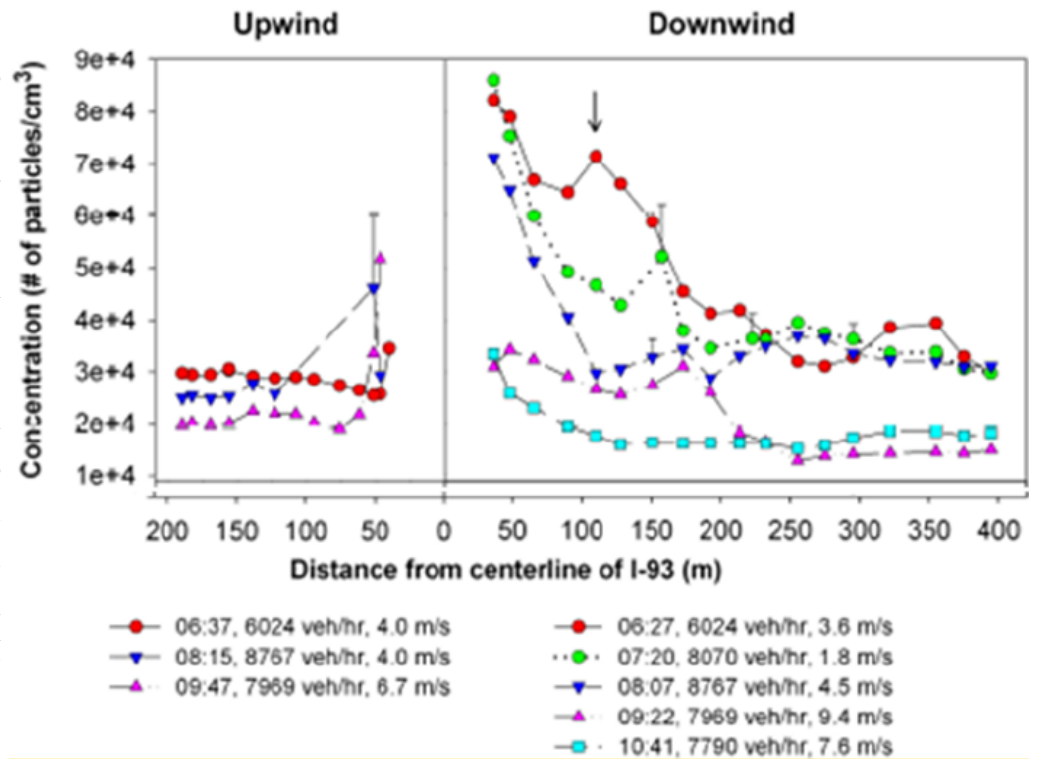 Upwind
Downwind
Concentration (# of particles/cm³)
9e+4
8e+4
7e+4
6e+4
5e+4
4e+4
3e+4
2e+4
1e+4
200 150 100 50 0 50 100 150 200 250 300 350 400
Distance from centerline of I-93 (m)
06:37, 6024 veh/hr, 4.0 m/s
08:15, 8767 veh/hr, 4.0 m/s
09:47, 7969 veh/hr, 6.7 m/s
06:27, 6024 veh/hr, 3.6 m/s
07:20, 8070 veh/hr, 1.8 m/s
08:07, 8767 veh/hr, 4.5 m/s
09:22, 7969 veh/hr, 9.4 m/s
10:41, 7790 veh/hr, 7.6 m/s